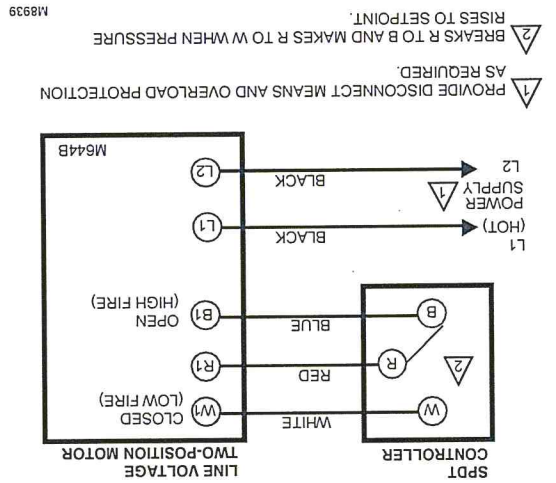 SPDT
CONTROLLER
LINE VOLTAGE
TWO-POSITION MOTOR
W
WHITE
W1
CLOSED
(LOW FIRE)
2
R
RED
R1
B
BLUE
B1
OPEN
(HIGH FIRE)
L1
(HOT)
BLACK
L1
POWER
SUPPLY
1
L2
BLACK
L2
M644B
1
PROVIDE DISCONNECT MEANS AND OVERLOAD PROTECTION
AS REQUIRED.
2
BREAKS R TO B AND MAKES R TO W WHEN PRESSURE
RISES TO SETPOINT.
M8939